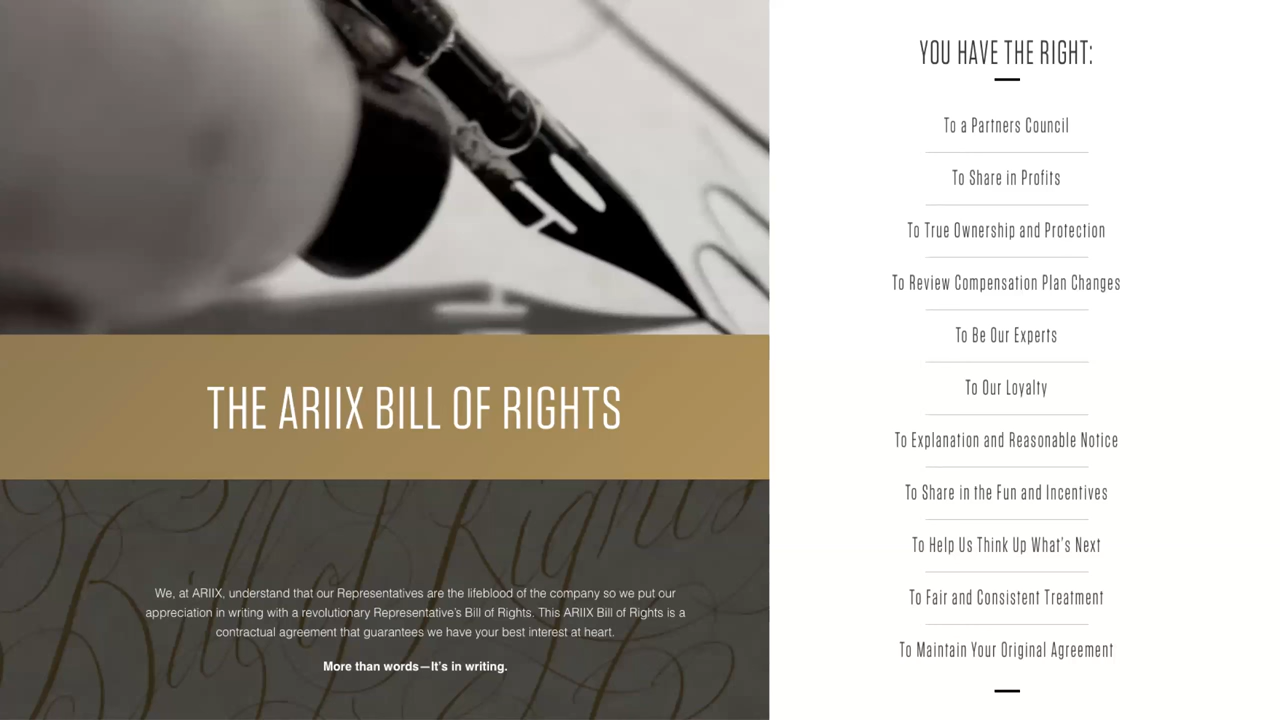 THE ARIIX BILL OF RIGHTS
Bill of Rights
We, at ARIIX, understand that our Representatives are the lifeblood of the company so we put our
appreciation in writing with a revolutionary Representative's Bill of Rights. This ARIIX Bill of Rights is a
contractual agreement that guarantees we have your best interest at heart.
More than words—It's in writing.
YOU HAVE THE RIGHT:
To a Partners Council
To Share in Profits
To True Ownership and Protection
To Review Compensation Plan Changes
To Be Our Experts
To Our Loyalty
To Explanation and Reasonable Notice
To Share in the Fun and Incentives
To Help Us Think Up What's Next
To Fair and Consistent Treatment
To Maintain Your Original Agreement